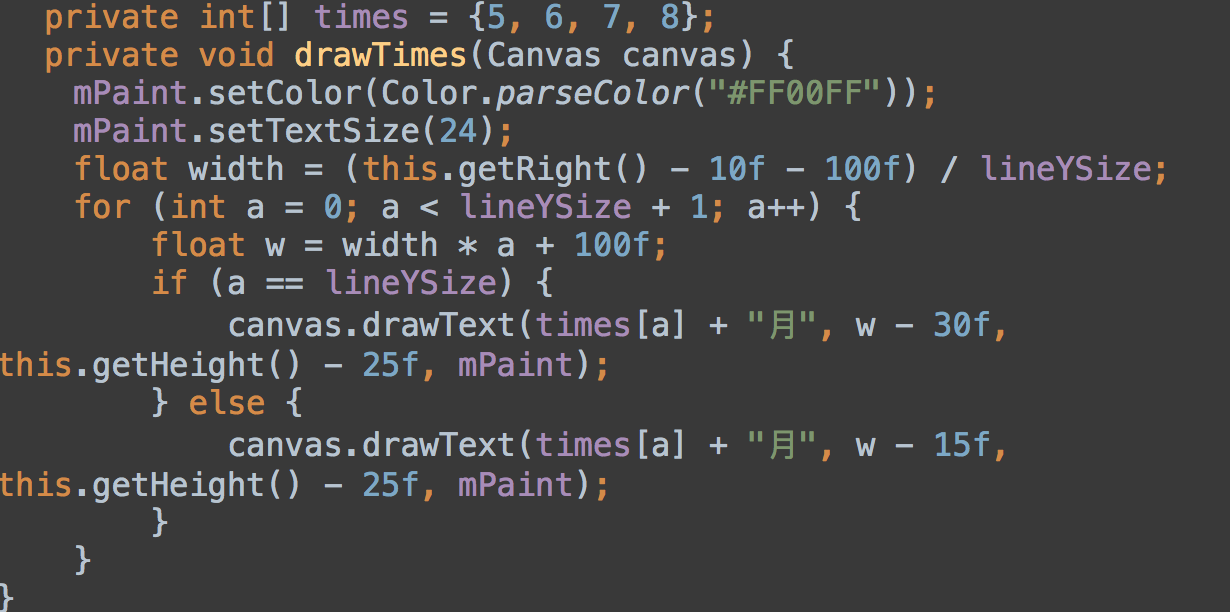 private int[] times = {5, 6, 7, 8};
private void drawTimes(Canvas canvas) {
mPaint.setColor(Color.parseColor("#FF00FF"));
mPaint.setTextSize(24);
float width = (this.getRight() - 10f - 100f) / lineYSize;
for (int a = 0; a < lineYSize + 1; a++) {
float w = width * a + 100f;
if (a == lineYSize) {
canvas.drawText(times[a] + "月", w - 30f,
this.getHeight() - 25f, mPaint);
} else {
canvas.drawText(times[a] + "月", w - 15f,
this.getHeight() - 25f, mPaint);
}
}
}